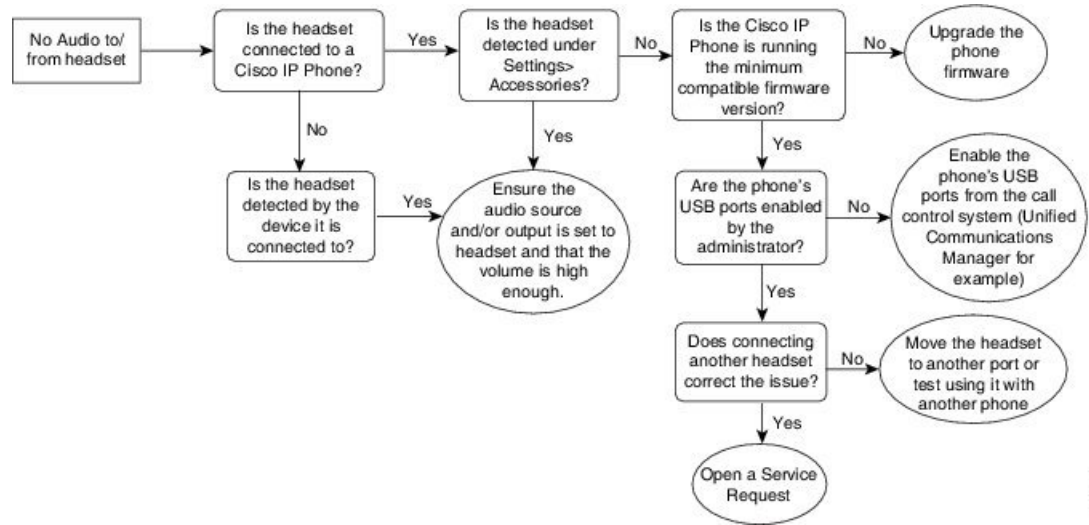 No Audio to/
from headset
Is the headset
connected to a
Cisco IP Phone?
Yes
Is the headset
detected under
Settings>
Accessories?
No
Is the Cisco IP
Phone is running
the minimum
compatible firmware
version?
No
Upgrade the
phone
firmware
No
Yes
Yes
Is the headset
detected by the
device it is
connected to?
Yes
Ensure the
audio source
and/or output is set to
headset and that the
volume is high
enough.
Are the phone's
USB ports enabled
by the
administrator?
No
Enable the
phone's USB
ports from the call
control system (Unified
Communications
Manager for
example)
Yes
Does connecting
another headset
correct the issue?
No
Move the headset
to another port or
test using it with
another phone
Yes
Open a Service
Request